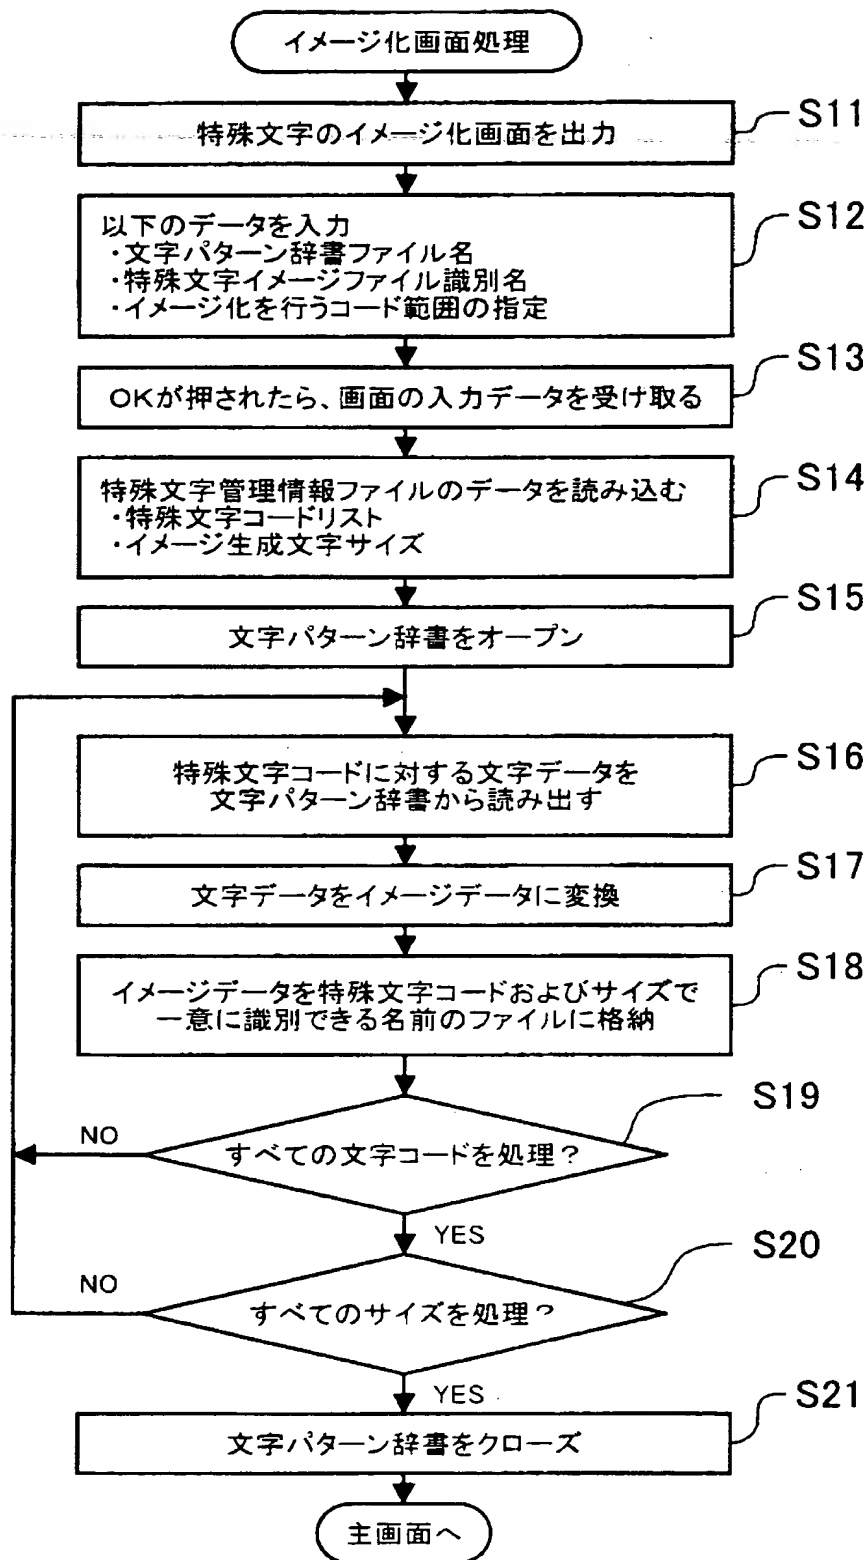 イメージ化画面処理
特殊文字のイメージ化画面を出力
S11
以下のデータを入力
・文字パターン辞書ファイル名
・特殊文字イメージファイル識別名
・イメージ化を行うコード範囲の指定
S12
OKが押されたら、画面の入力データを受け取る
S13
特殊文字管理情報ファイルのデータを読み込む
・特殊文字コードリスト
・イメージ生成文字サイズ
S14
文字パターン辞書をオープン
S15
特殊文字コードに対する文字データを
文字パターン辞書から読み出す
S16
文字データをイメージデータに変換
S17
イメージデータを特殊文字コードおよびサイズで
一意に識別できる名前のファイルに格納
S18
すべての文字コードを処理?
S19
NO
YES
すべてのサイズを処理?
S20
NO
YES
文字パターン辞書をクローズ
S21
主画面へ